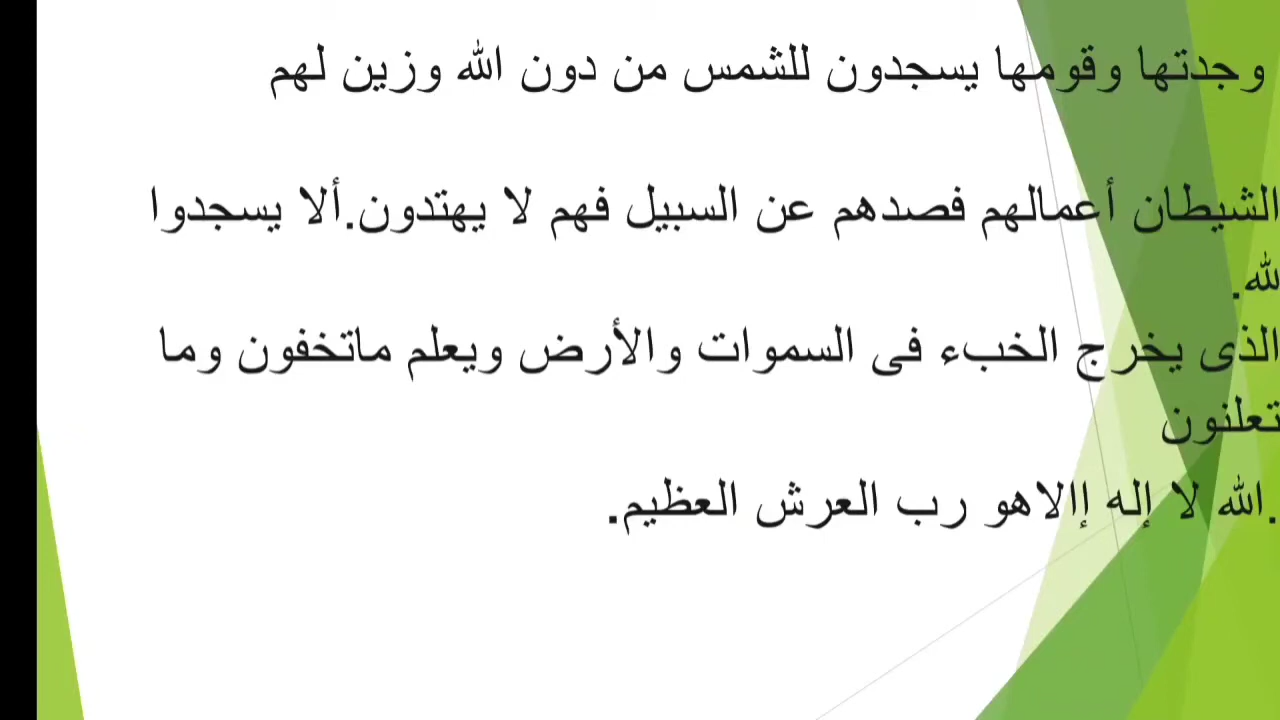 وجدتها وقومها يسجدون للشمس من دون الله وزين لهم
الشيطان أعمالهم فصدهم عن السبيل فهم لا يهتدون.ألا يسجدوا
لله.
الذى يخرج الخبء فى السموات والأرض ويعلم ماتخفون وما
تعلنون
.الله لا إله إالاهو رب العرش العظيم.